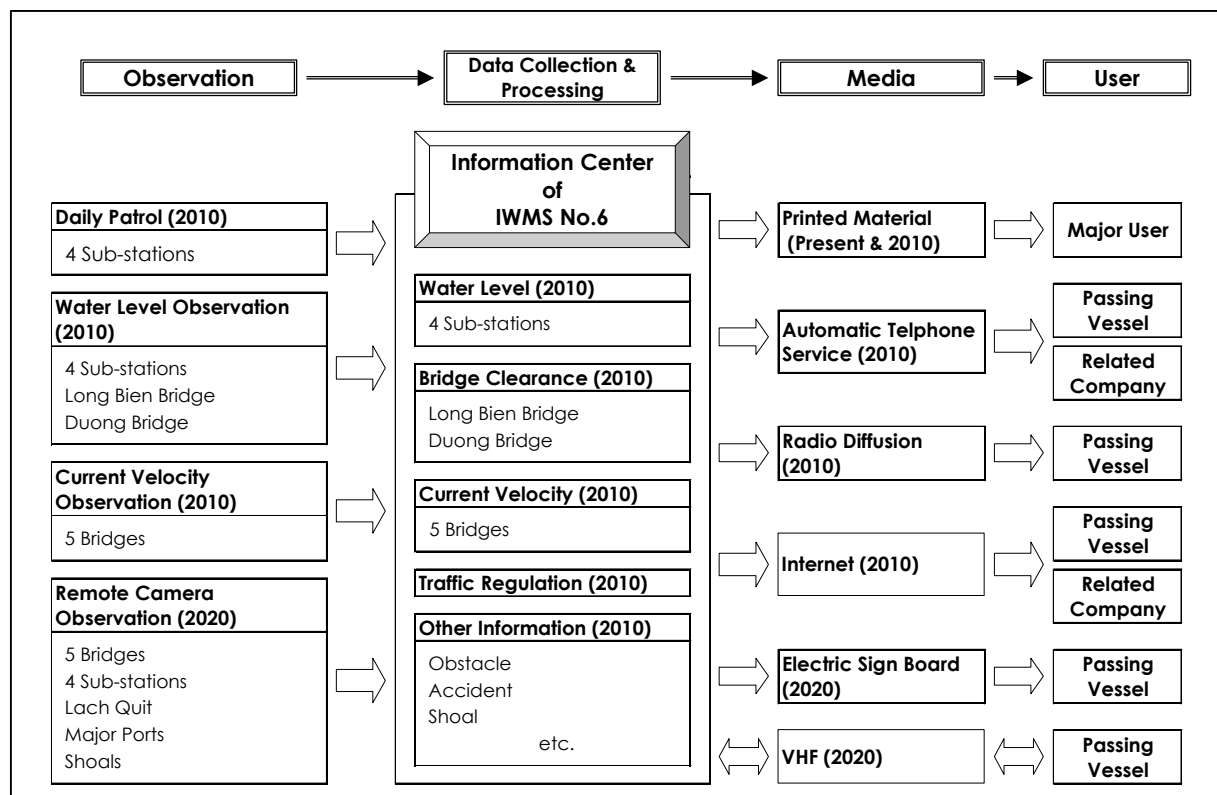 Observation
Data Collection &
Processing
Media
User
Daily Patrol (2010)
4 Sub-stations
Water Level Observation
(2010)
4 Sub-stations
Long Bien Bridge
Duong Bridge
Current Velocity
Observation (2010)
5 Bridges
Remote Camera
Observation (2020)
5 Bridges
4 Sub-stations
Lach Quit
Major Ports
Shoals
Information Center
of
IWMS No.6
Water Level (2010)
4 Sub-stations
Bridge Clearance (2010)
Long Bien Bridge
Duong Bridge
Current Velocity (2010)
5 Bridges
Traffic Regulation (2010)
Other Information (2010)
Obstacle
Accident
Shoal
etc.
Printed Material
(Present & 2010)
Automatic Telphone
Service (2010)
Radio Diffusion
(2010)
Internet (2010)
Electric Sign Board
(2020)
VHF (2020)
Major User
Passing
Vessel
Related
Company
Passing
Vessel
Passing
Vessel
Related
Company
Passing
Vessel
Passing
Vessel